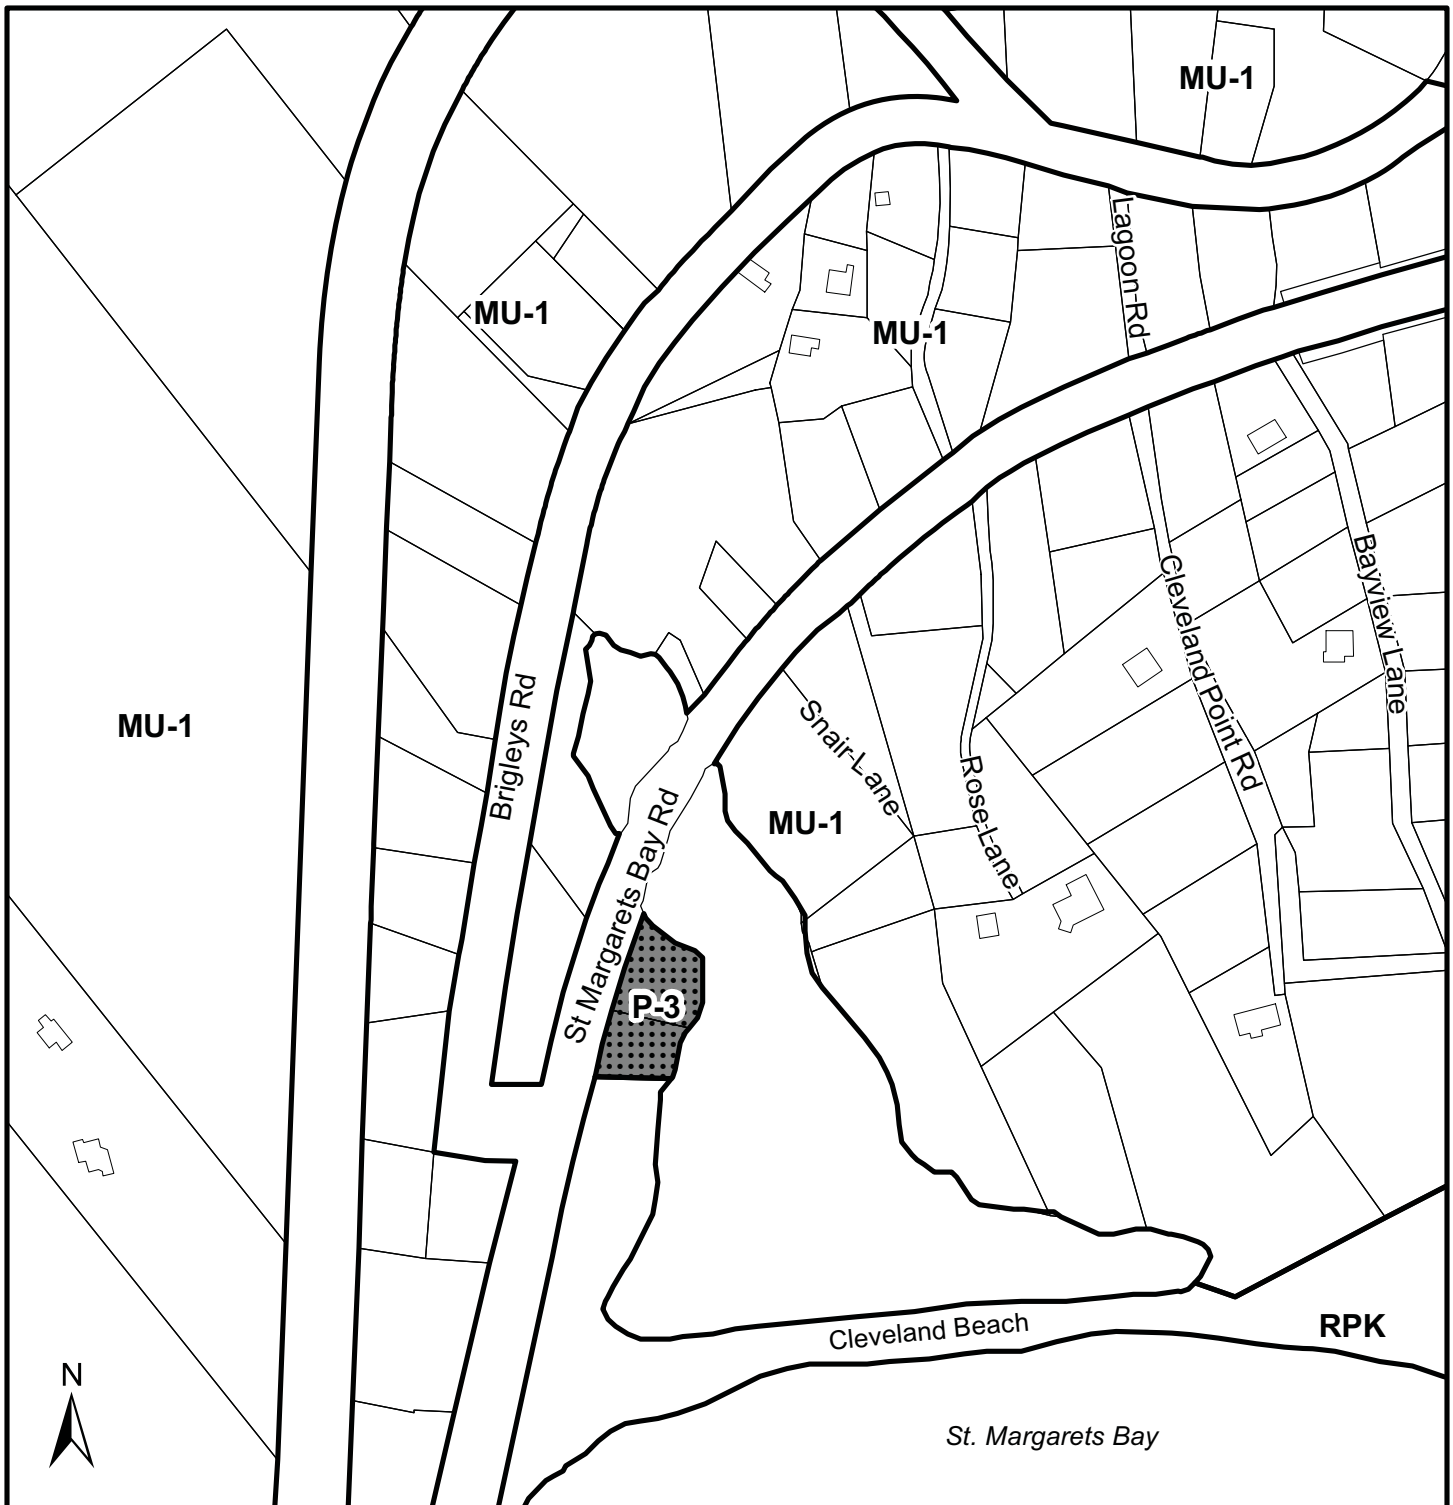 MU-1
Lagoon Rd
MU-1
MU-1
Bayview Lane
Cleveland Point Rd
MU-1
Brigleys Rd
Snair Lane
Rose Lane
MU-1
St Margarets Bay Rd
P-3
Cleveland Beach
RPK
N
St. Margarets Bay